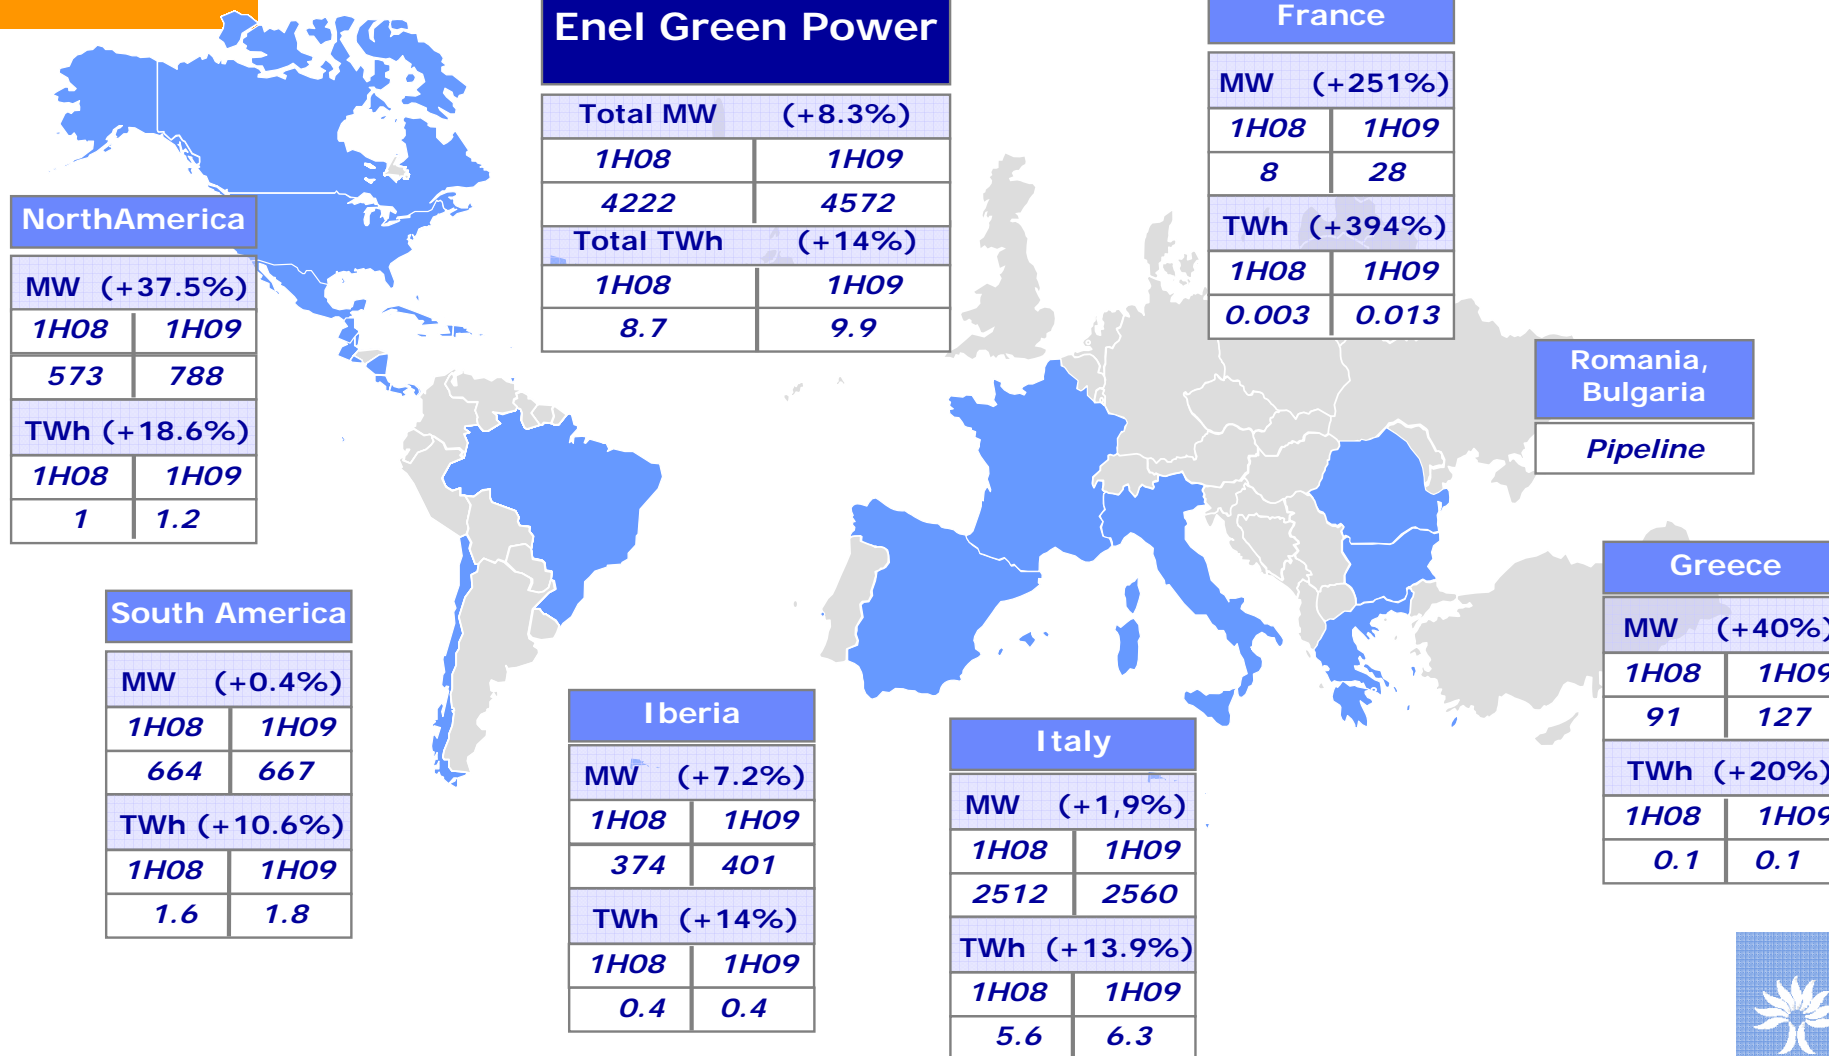 Enel Green Power
Total MW (+8.3%)
1H08 1H09
4222 4572
Total TWh (+14%)
1H08 1H09
8.7 9.9
France
MW (+251%)
1H08 1H09
8 28
TWh (+394%)
1H08 1H09
0.003 0.013
NorthAmerica
MW (+37.5%)
1H08 1H09
573 788
TWh (+18.6%)
1H08 1H09
1 1.2
Romania,
Bulgaria
Pipeline
South America
MW (+0.4%)
1H08 1H09
664 667
TWh (+10.6%)
1H08 1H09
1.6 1.8
Iberia
MW (+7.2%)
1H08 1H09
374 401
TWh (+14%)
1H08 1H09
0.4 0.4
Italy
MW (+1,9%)
1H08 1H09
2512 2560
TWh (+13.9%)
1H08 1H09
5.6 6.3
Greece
MW (+40%)
1H08 1H09
91 127
TWh (+20%)
1H08 1H09
0.1 0.1